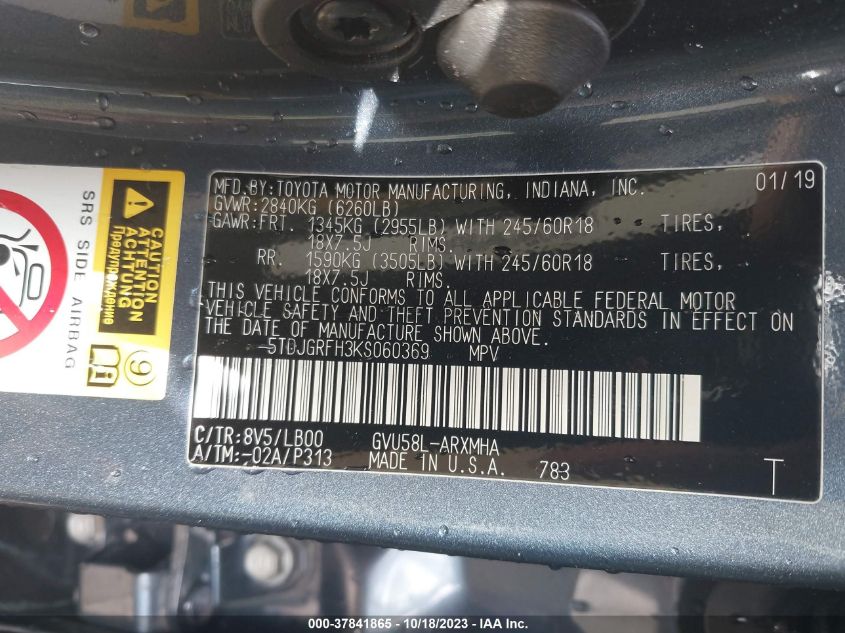 MFD.BY:TOYOTA MOTOR MANUFACTURING, INDIANA, INC. 01/19
GVWR:2840KG (6260LB)
GAWR:FRT. 1345KG (2955LB) WITH 245/60R18 TIRES,
18X7.5J RIMS.
RR. 1590KG (3505LB) WITH 245/60R18 TIRES,
18X7.5J RIMS.
THIS VEHICLE CONFORMS TO ALL APPLICABLE FEDERAL MOTOR
VEHICLE SAFETY AND THEFT PREVENTION STANDARDS IN EFFECT ON
THE DATE OF MANUFACTURE SHOWN ABOVE.
-5TDJGRFH3KS060369 MPV
C/TR:8V5/LB00 GVU58L-ARXMHA
A/TM:-02A/P313 MADE IN U.S.A. 783 T
SRS SIDE AIRBAG
CAUTION
ATTENTION
ACHTUNG
Предупреждение
9
000-37841865 - 10/18/2023 - IAA Inc.